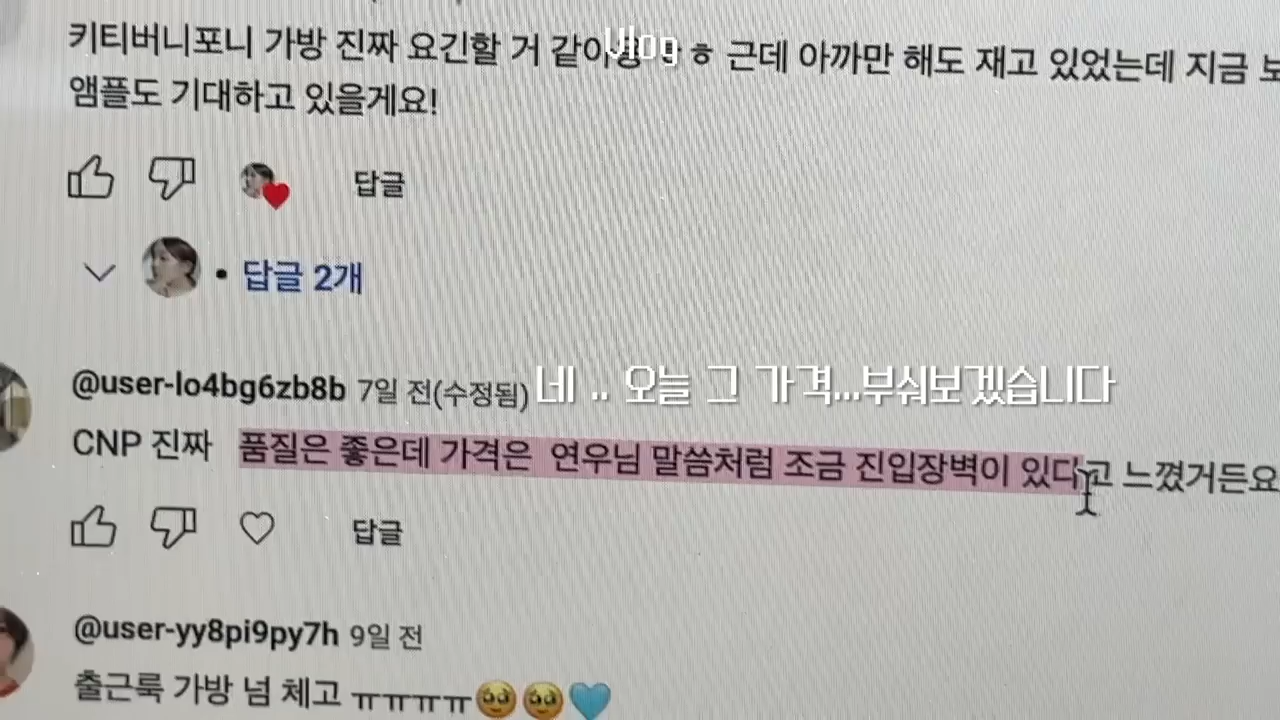 Vlog
키티버니포니 가방 진짜 요긴할 거 같아용 ㅎ ㅎ 근데 아까만 해도 재고 있었는데 지금
앰플도 기대하고 있을게요!
답글
• 답글 2개
@user-lo4bg6zb8b 7일 전(수정됨)
네 .. 오늘 그 가격...부숴보겠습니다
CNP 진짜 품질은 좋은데 가격은 연우님 말씀처럼 조금 진입장벽이 있다고 느꼈거든요
답글
@user-yy8pi9py7h 9일 전
출근룩 가방 넘 체고 ㅠㅠㅠㅠ🥹🥹🩵